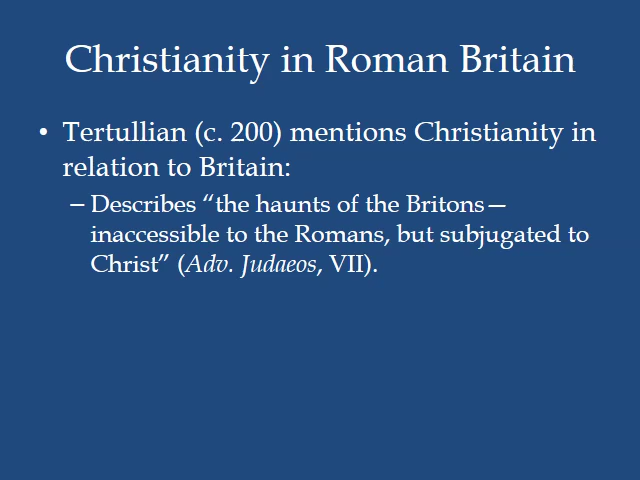 Christianity in Roman Britain
• Tertullian (c. 200) mentions Christianity in
relation to Britain:
– Describes “the haunts of the Britons—
inaccessible to the Romans, but subjugated to
Christ” (Adv. Judaeos, VII).